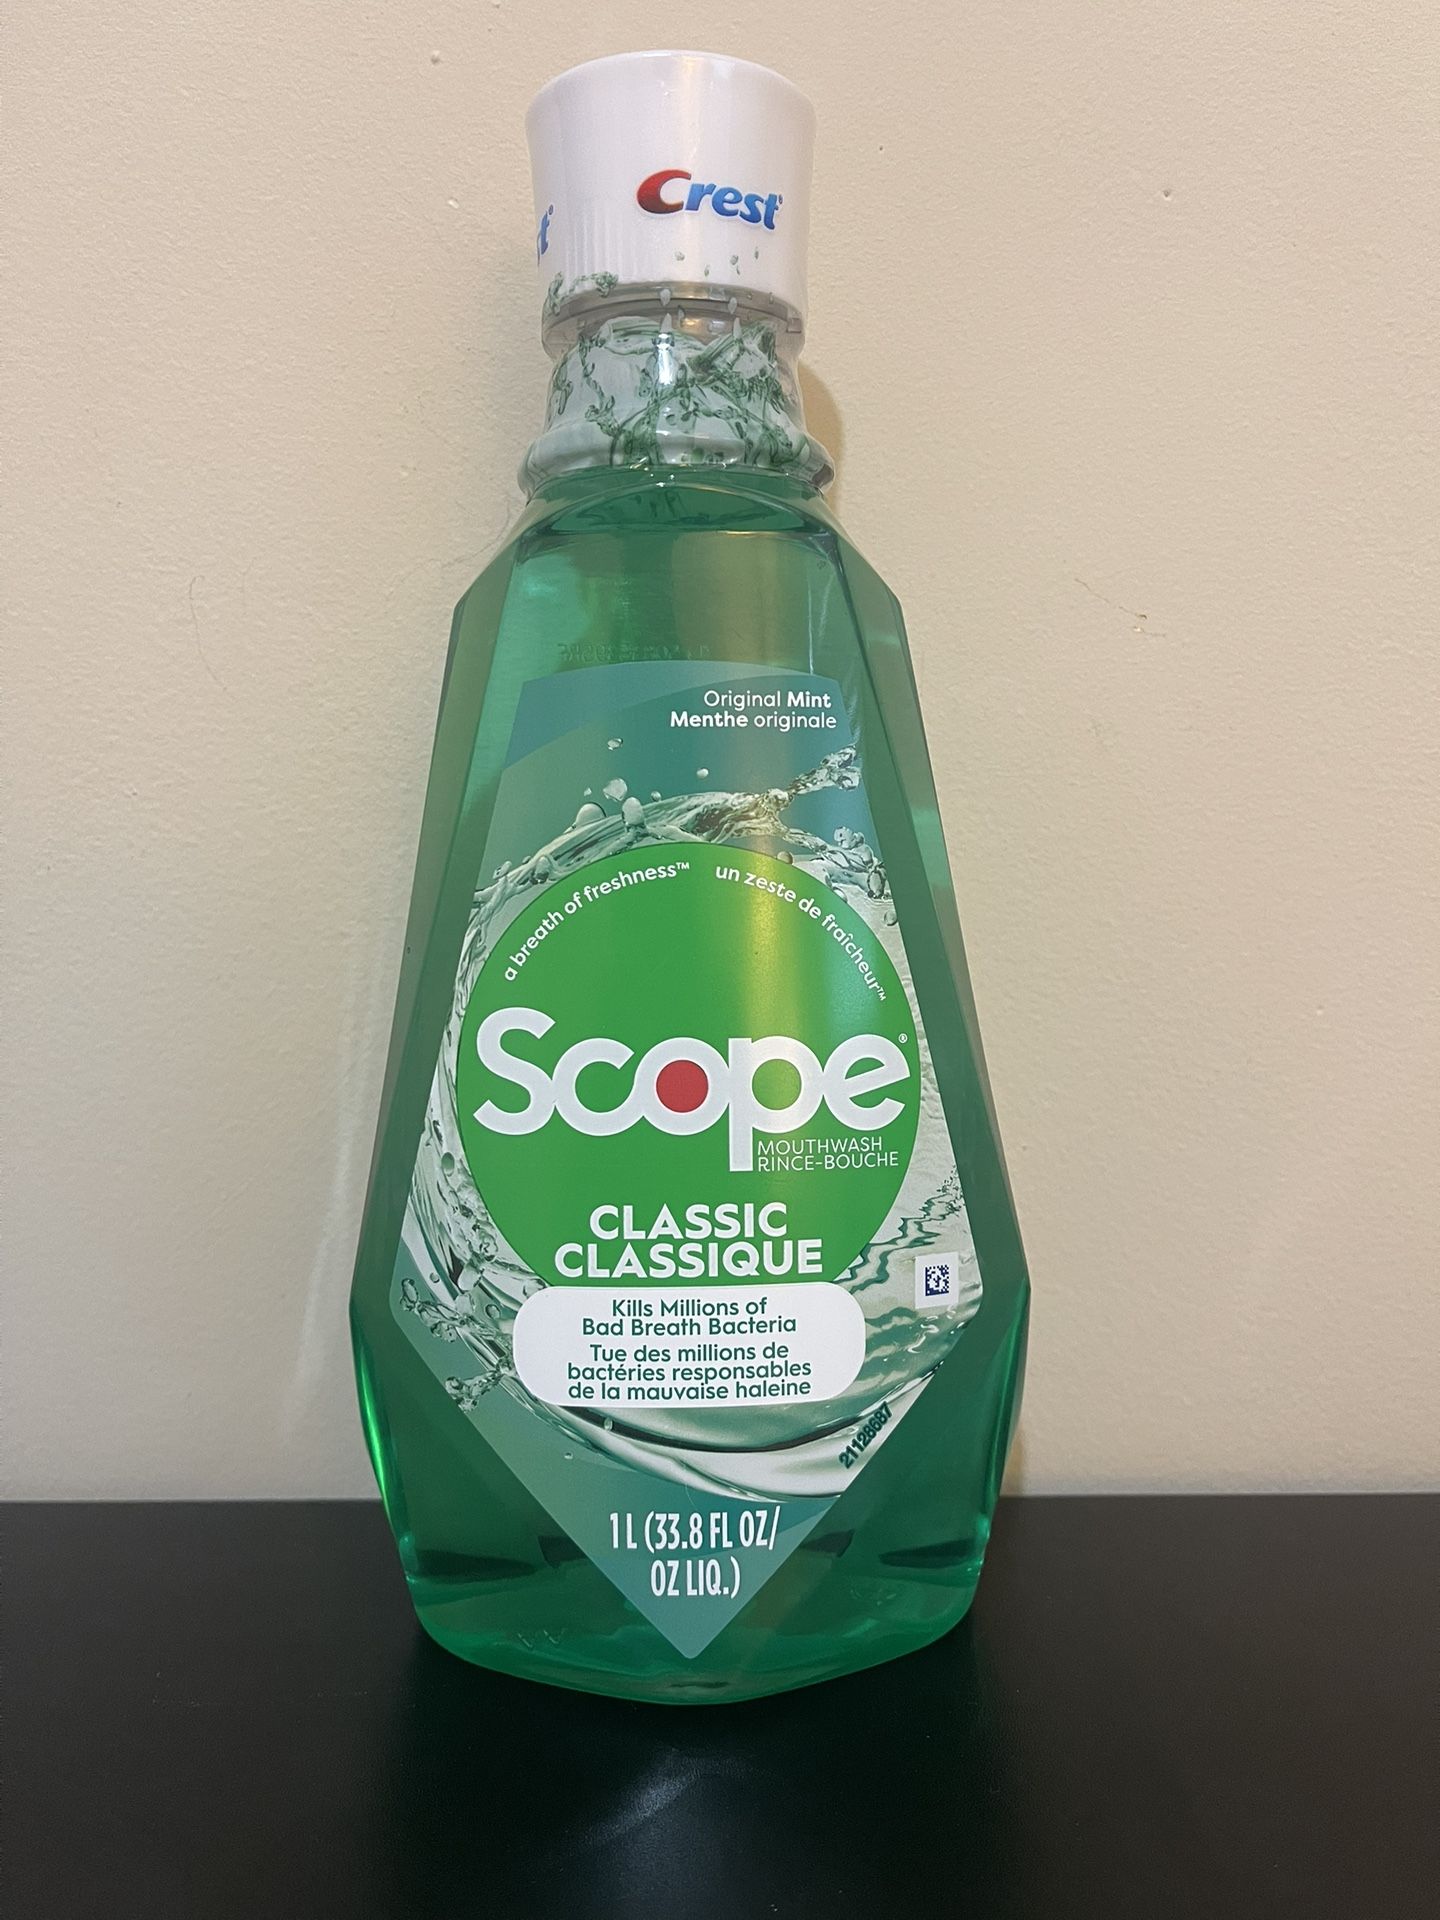 Crest
Original Mint
Menthe originale
a breath of freshness™ un zeste de fraîcheur™
Scope®
MOUTHWASH
RINCE-BOUCHE
CLASSIC
CLASSIQUE
Kills Millions of
Bad Breath Bacteria
Tue des millions de
bactéries responsables
de la mauvaise haleine
21128687
1 L (33.8 FL OZ/
OZ LIQ.)